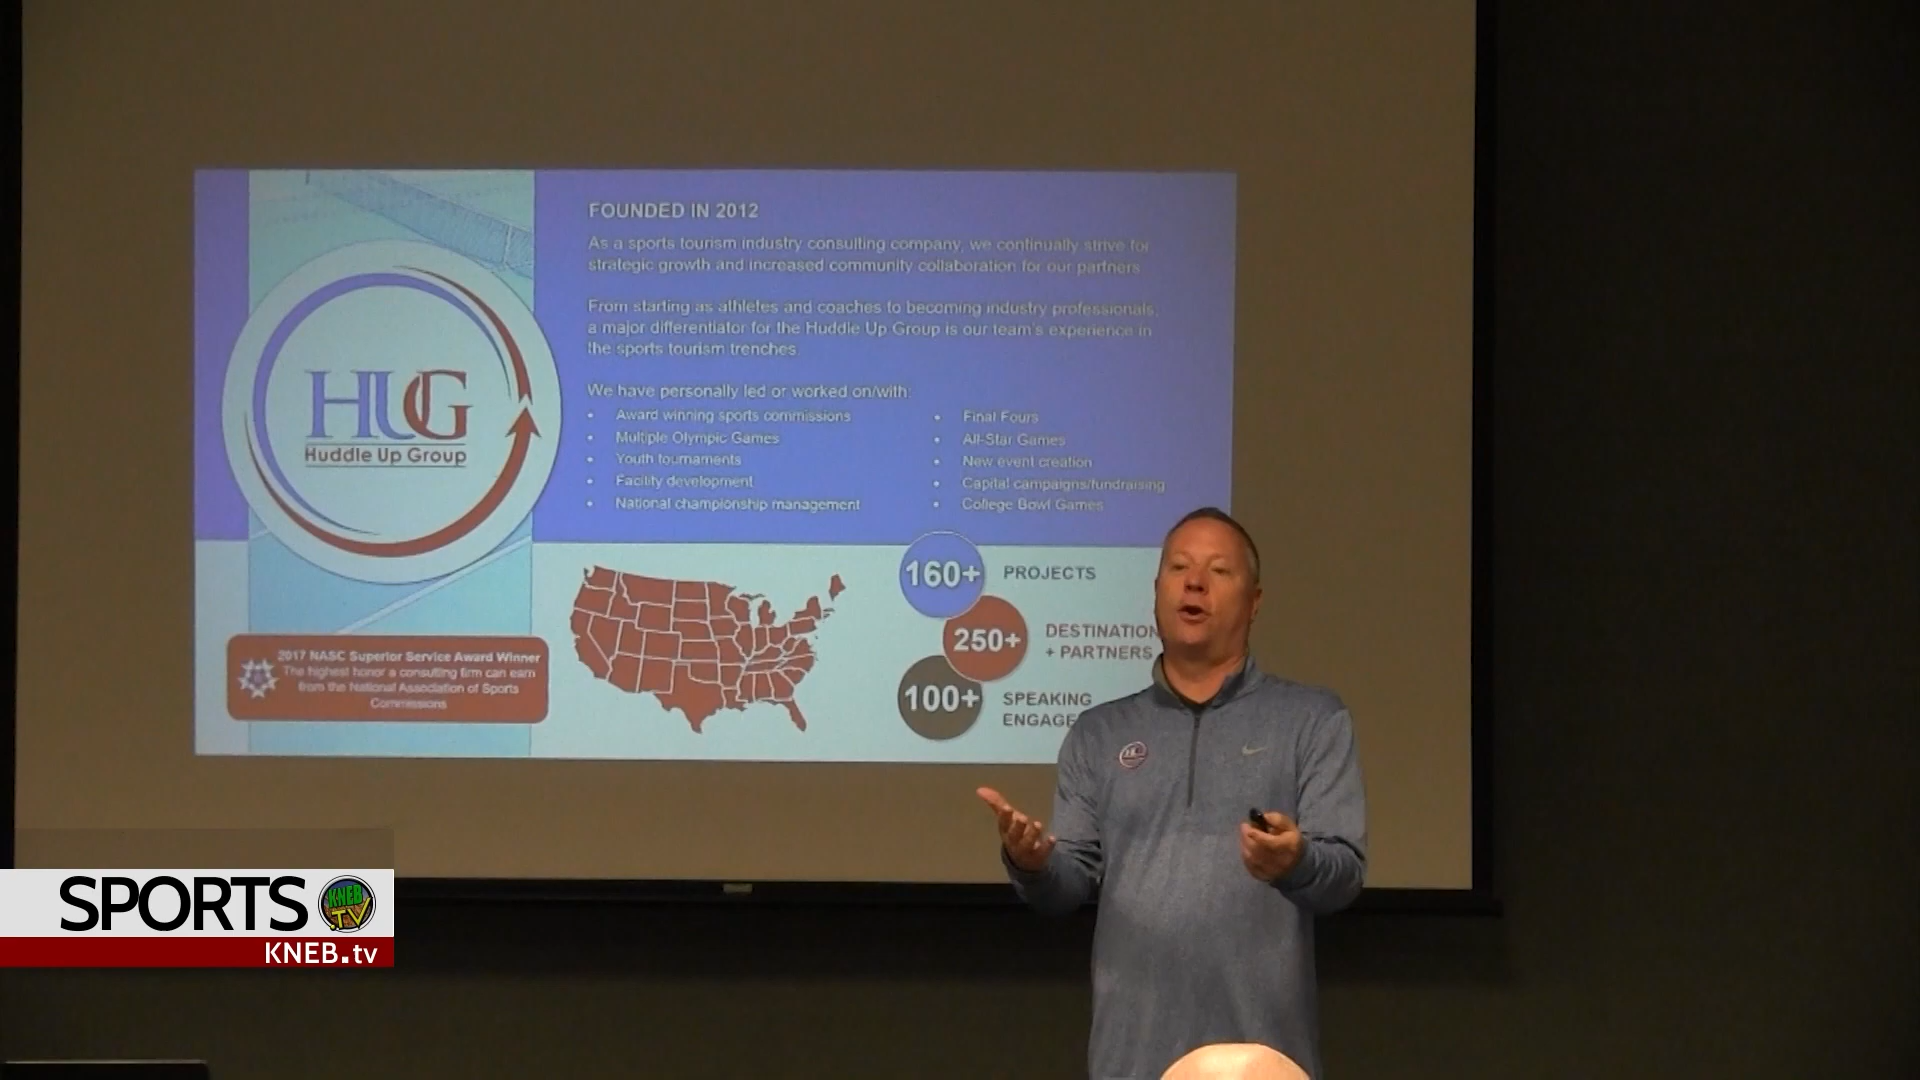 FOUNDED IN 2012
As a sports tourism industry consulting company, we continually strive for
strategic growth and increased community collaboration for our partners
From starting as athletes and coaches to becoming industry professionals,
a major differentiator for the Huddle Up Group is our team's experience in
the sports tourism trenches
We have personally led or worked on/with:
• Award winning sports commissions
• Multiple Olympic Games
• Youth tournaments
• Facility development
• National championship management
• Final Fours
• All-Star Games
• New event creation
• Capital campaigns/fundraising
• College Bowl Games
HUG
Huddle Up Group
2017 NASC Superior Service Award Winner
The highest honor a consulting firm can earn
from the National Association of Sports
Commissions
160+ PROJECTS
250+ DESTINATION
+ PARTNERS
100+ SPEAKING
ENGAGE
SPORTS KNEB.TV
KNEB.tv